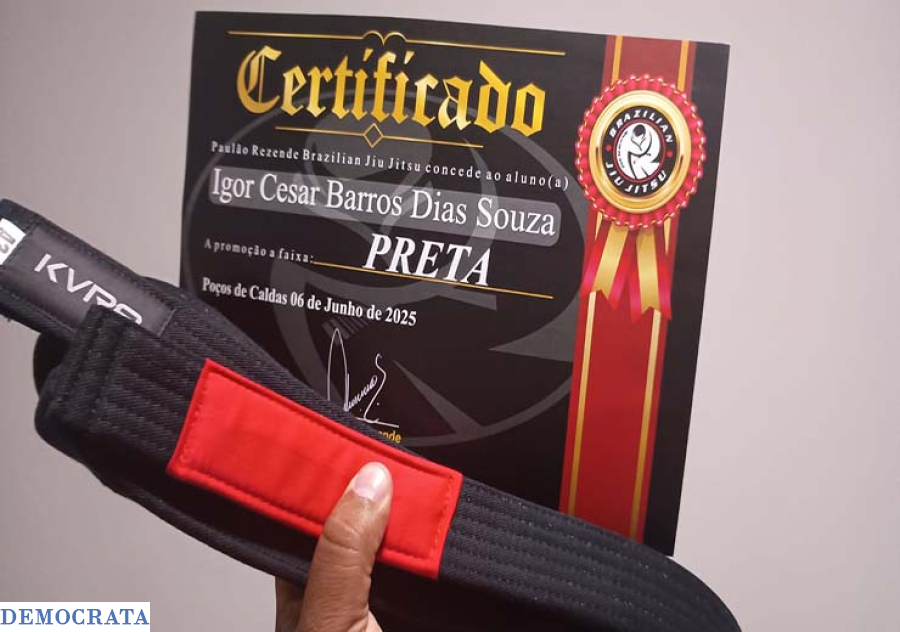 Certificado
Paulão Rezende Brazilian Jiu Jitsu concede ao aluno(a)
Igor Cesar Barros Dias Souza
A promoção a faixa:
PRETA
Poços de Caldas 06 de Junho de 2025
BRAZILIAN
JIU JITSU
DEMOCRATA